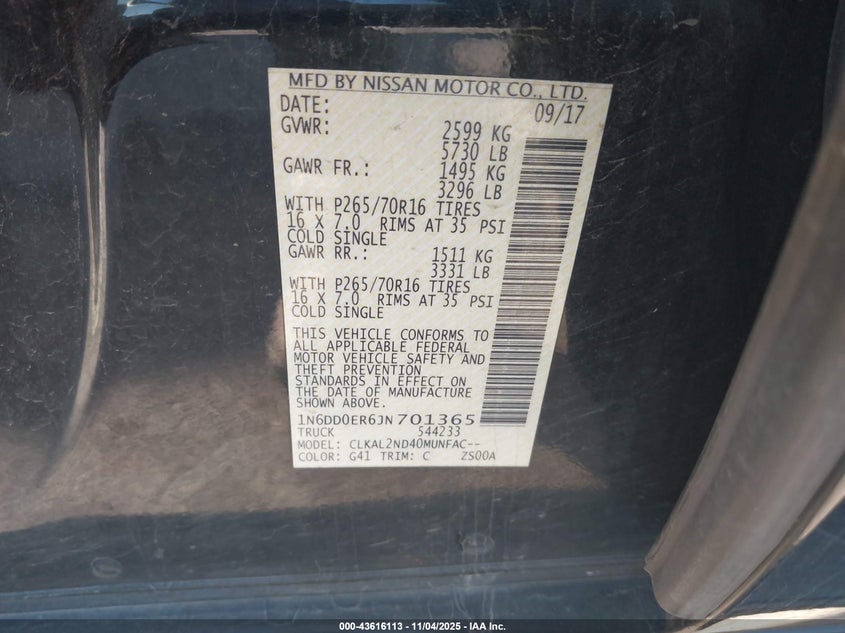 MFD BY NISSAN MOTOR CO., LTD.
DATE: 09/17
GVWR: 2599 KG
5730 LB
GAWR FR.: 1495 KG
3296 LB
WITH P265/70R16 TIRES
16 X 7.0 RIMS AT 35 PSI
COLD SINGLE
GAWR RR.: 1511 KG
3331 LB
WITH P265/70R16 TIRES
16 X 7.0 RIMS AT 35 PSI
COLD SINGLE
THIS VEHICLE CONFORMS TO
ALL APPLICABLE FEDERAL
MOTOR VEHICLE SAFETY AND
THEFT PREVENTION
STANDARDS IN EFFECT ON
THE DATE OF MANUFACTURE
SHOWN ABOVE.
1N6DD0ER6JN701365
TRUCK 544233
MODEL: CLKAL2ND40MUNFAC--
COLOR: G41 TRIM: C ZS00A
000-43616113 - 11/04/2025 - IAA Inc.